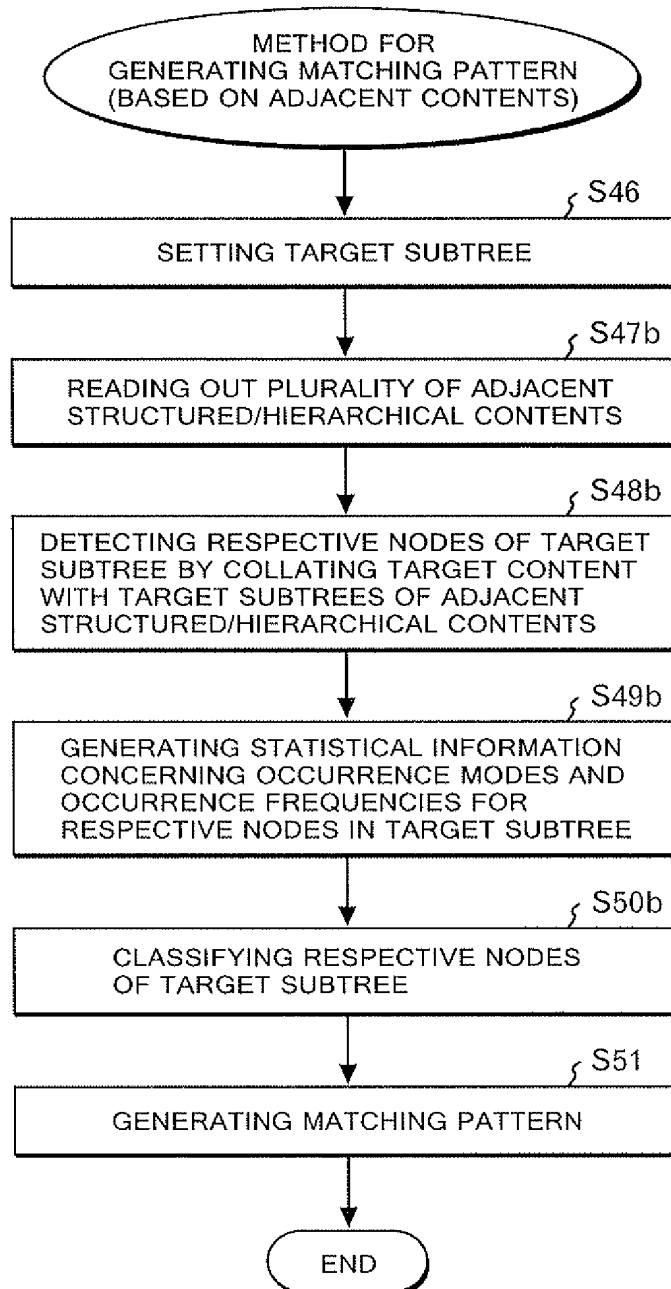 METHOD FOR
GENERATING MATCHING PATTERN
(BASED ON ADJACENT CONTENTS)
S46
SETTING TARGET SUBTREE
S47b
READING OUT PLURALITY OF ADJACENT
STRUCTURED/HIERARCHICAL CONTENTS
S48b
DETECTING RESPECTIVE NODES OF TARGET
SUBTREE BY COLLATING TARGET CONTENT
WITH TARGET SUBTREES OF ADJACENT
STRUCTURED/HIERARCHICAL CONTENTS
S49b
GENERATING STATISTICAL INFORMATION
CONCERNING OCCURRENCE MODES AND
OCCURRENCE FREQUENCIES FOR
RESPECTIVE NODES IN TARGET SUBTREE
S50b
CLASSIFYING RESPECTIVE NODES
OF TARGET SUBTREE
S51
GENERATING MATCHING PATTERN
END